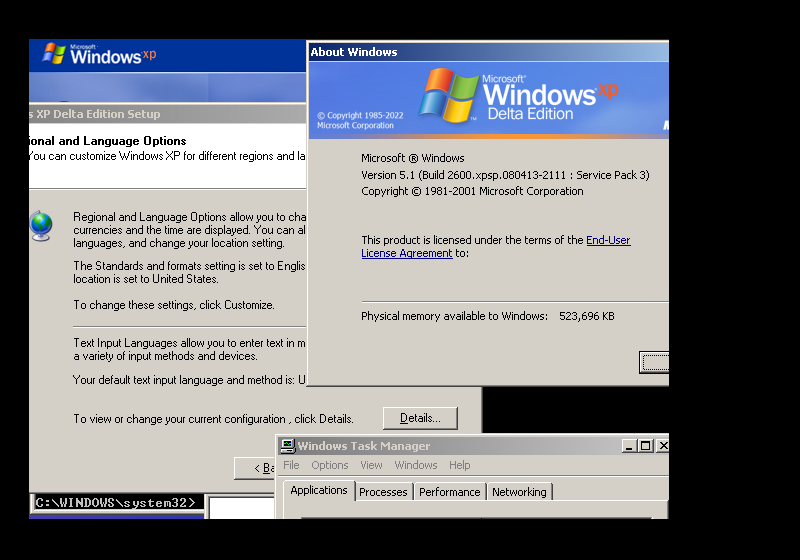 Microsoft
Windows xp
s XP Delta Edition Setup
ional and Language Options
You can customize Windows XP for different regions and la
Regional and Language Options allow you to cha
currencies and the time are displayed. You can al
languages, and change your location setting.
The Standards and formats setting is set to Englis
location is set to United States.
To change these settings, click Customize.
Text Input Languages allow you to enter text in m
a variety of input methods and devices.
Your default text input language and method is: U
To view or change your current configuration , click Details.
Details...
< Ba
C:\WINDOWS\system32>
About Windows
Microsoft®
Windows xp
Delta Edition
© Copyright 1985-2022
Microsoft Corporation
M
Microsoft ® Windows
Version 5.1 (Build 2600.xpsp.080413-2111 : Service Pack 3)
Copyright © 1981-2001 Microsoft Corporation
This product is licensed under the terms of the End-User
License Agreement to:
Physical memory available to Windows: 523,696 KB
Windows Task Manager
File Options View Windows Help
Applications Processes Performance Networking